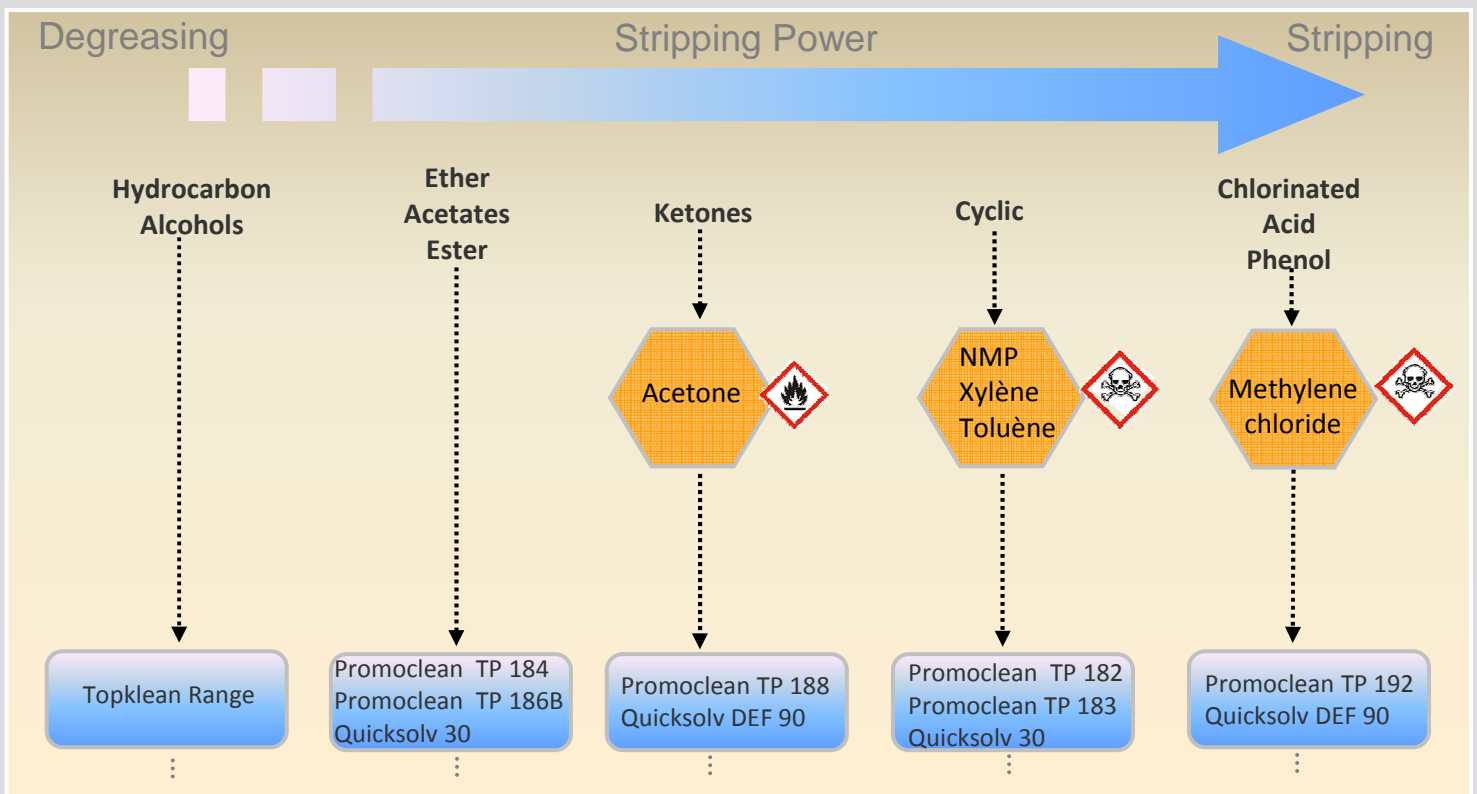 Degreasing
Stripping Power
Stripping
Hydrocarbon
Alcohols
Ether
Acetates
Ester
Ketones
Cyclic
Chlorinated
Acid
Phenol
Acetone
NMP
Xylène
Toluène
Methylene
chloride
Topklean Range
Promoclean TP 184
Promoclean TP 186B
Quicksolv 30
Promoclean TP 188
Quicksolv DEF 90
Promoclean TP 182
Promoclean TP 183
Quicksolv 30
Promoclean TP 192
Quicksolv DEF 90